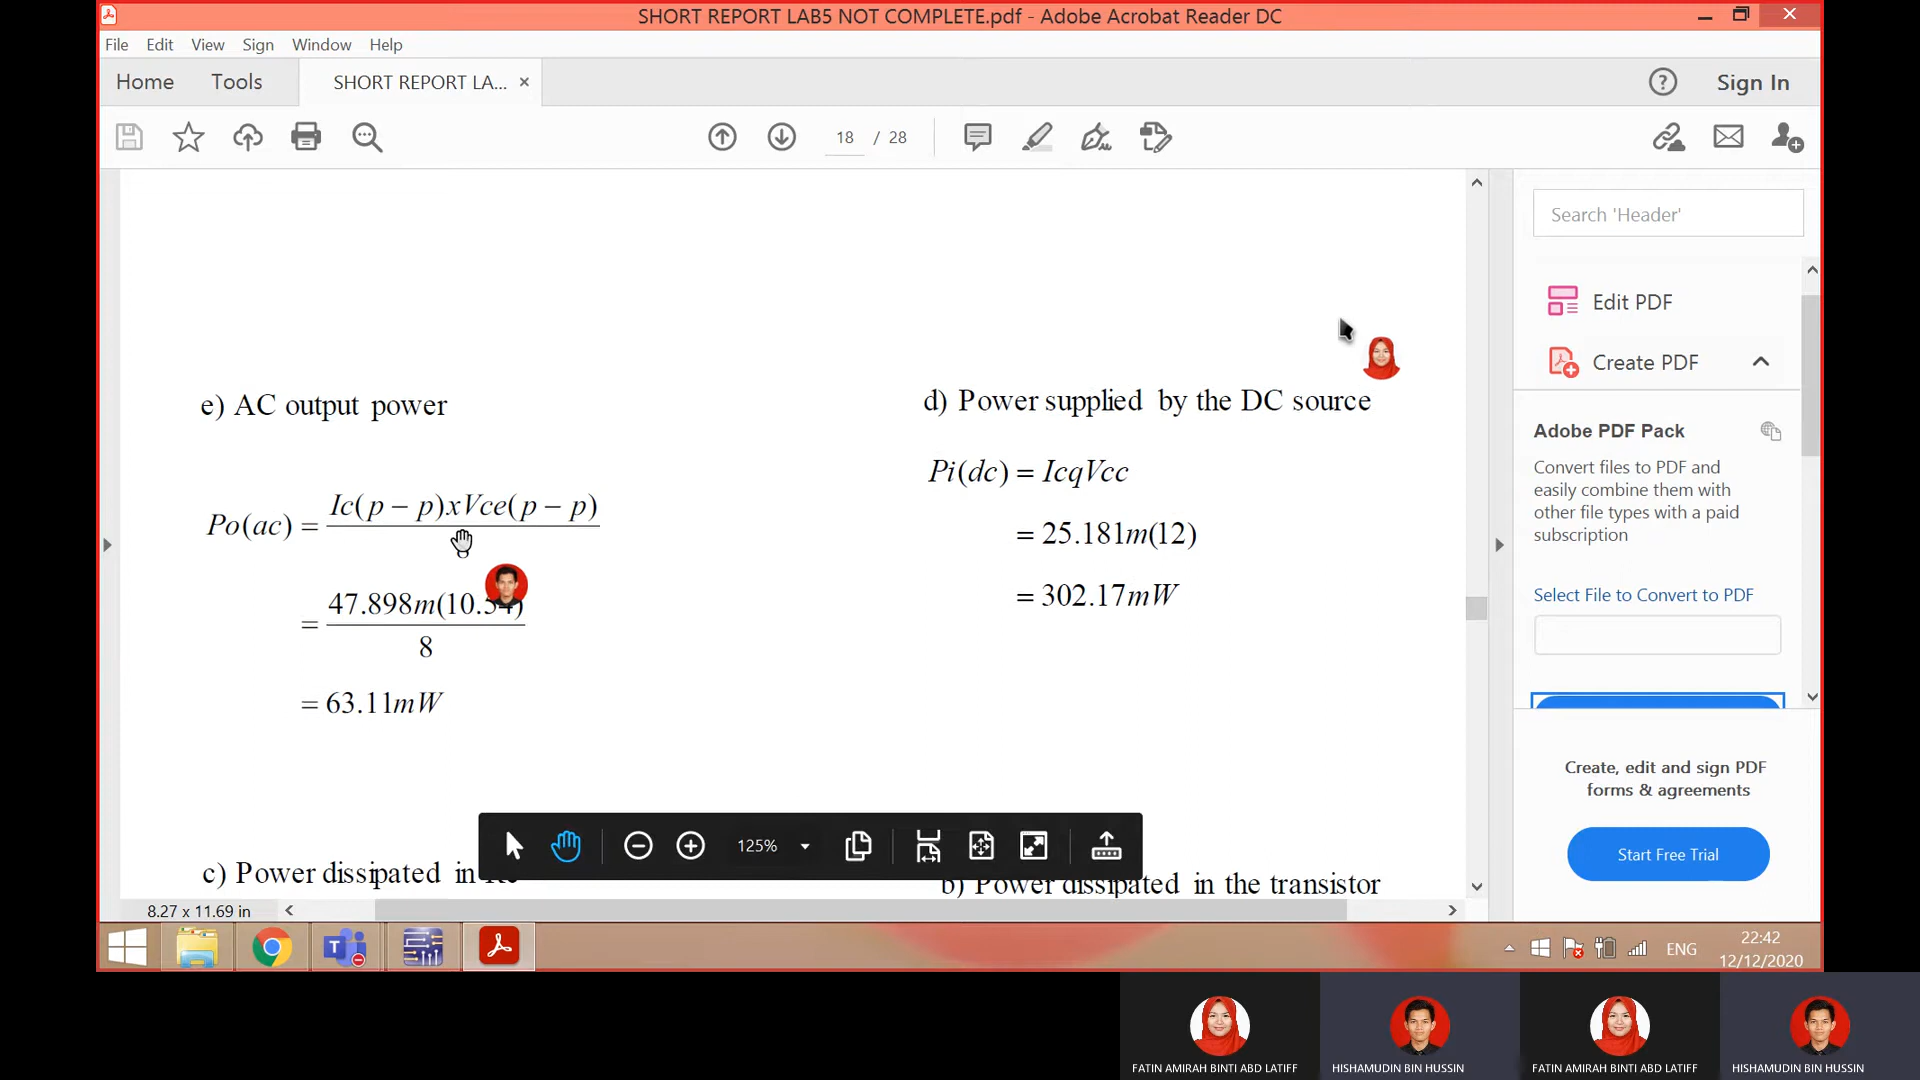 SHORT REPORT LAB5 NOT COMPLETE.pdf - Adobe Acrobat Reader DC
File Edit View Sign Window Help
Home Tools SHORT REPORT LA... × Sign In
18 / 28
Search 'Header'
Edit PDF
Create PDF
Adobe PDF Pack
Convert files to PDF and
easily combine them with
other file types with a paid
subscription
Select File to Convert to PDF
Create, edit and sign PDF
forms & agreements
Start Free Trial
e) AC output power
Po(ac) = Ic(p − p)xVce(p − p)
= 47.898m(10.54)
8
= 63.11mW
d) Power supplied by the DC source
Pi(dc) = IcqVcc
= 25.181m(12)
= 302.17mW
125%
c) Power dissipated in
b) Power dissipated in the transistor
8.27 x 11.69 in
ENG
22:42
12/12/2020
FATIN AMIRAH BINTI ABD LATIFF
HISHAMUDIN BIN HUSSIN
FATIN AMIRAH BINTI ABD LATIFF
HISHAMUDIN BIN HUSSIN